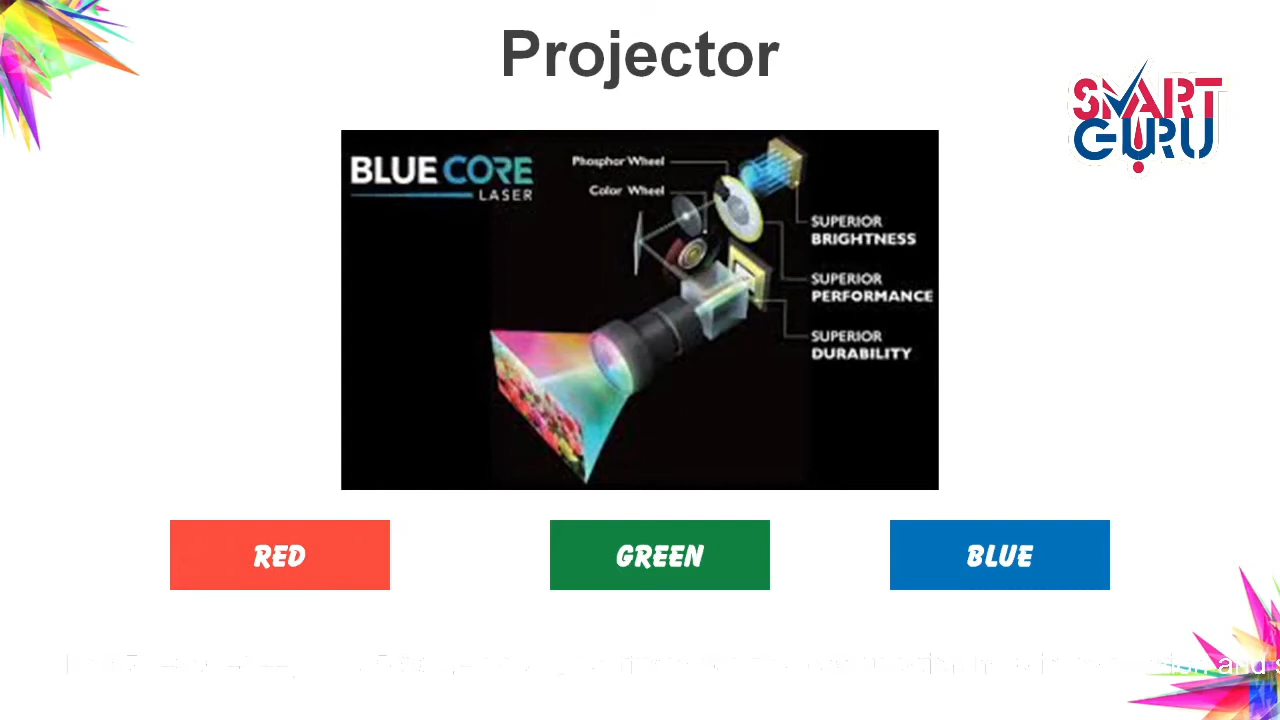 Projector
SMART
GURU
BLUE CORE
LASER
Phosphor Wheel
Color Wheel
SUPERIOR
BRIGHTNESS
SUPERIOR
PERFORMANCE
SUPERIOR
DURABILITY
RED
GREEN
BLUE
and